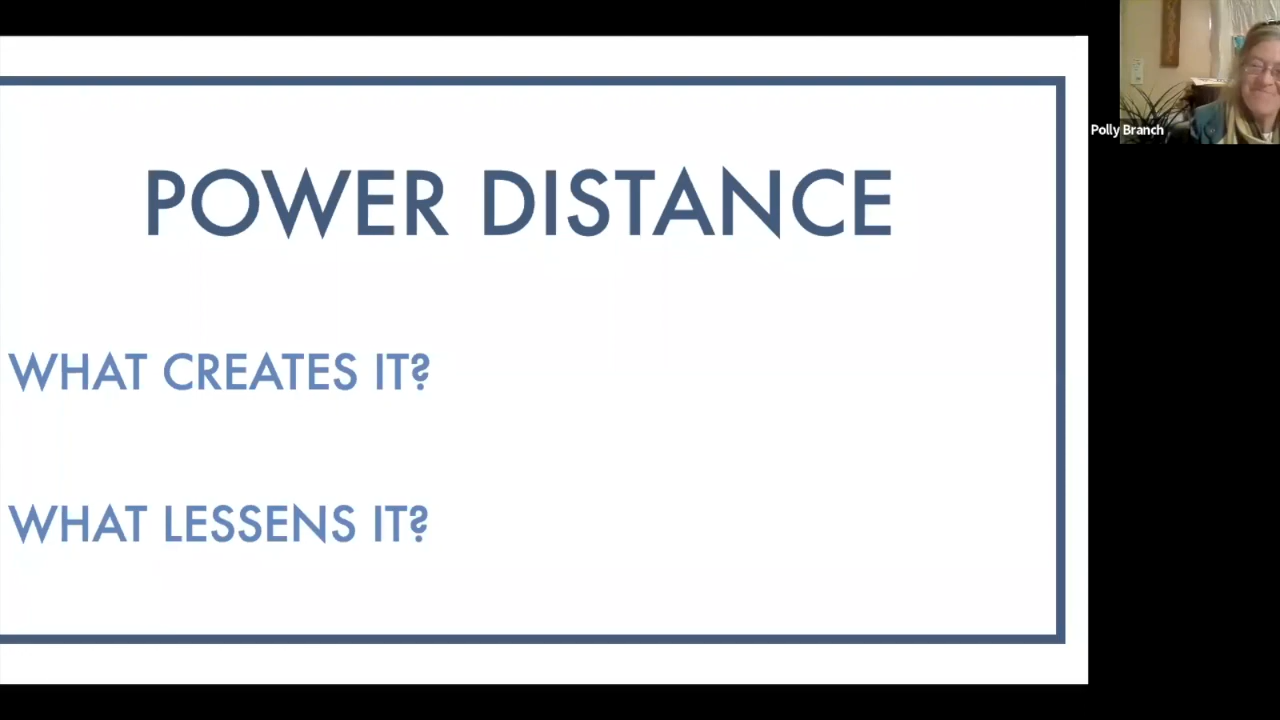 POWER DISTANCE
WHAT CREATES IT?
WHAT LESSENS IT?
Polly Branch